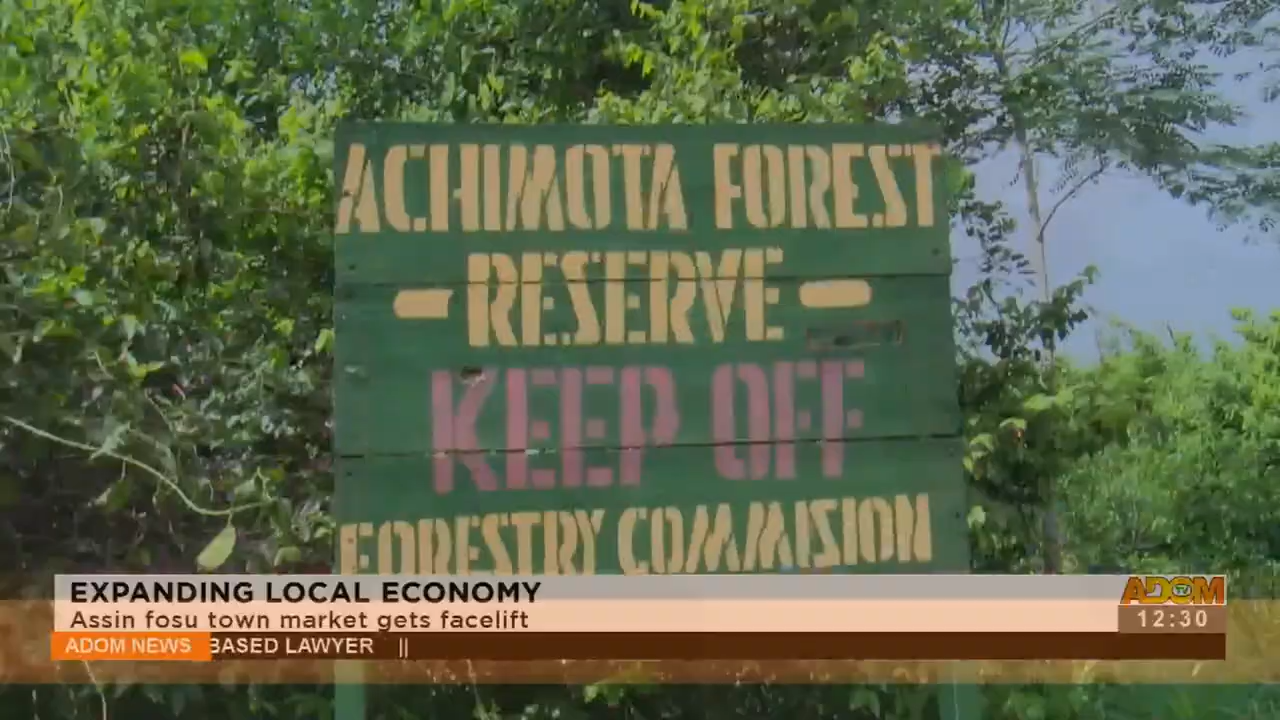 ACHIMOTA FOREST
RESERVE
KEEP OFF
FORESTRY COMMISION
EXPANDING LOCAL ECONOMY
Assin fosu town market gets facelift
ADOM TV
12:30
ADOM NEWS BASED LAWYER ||